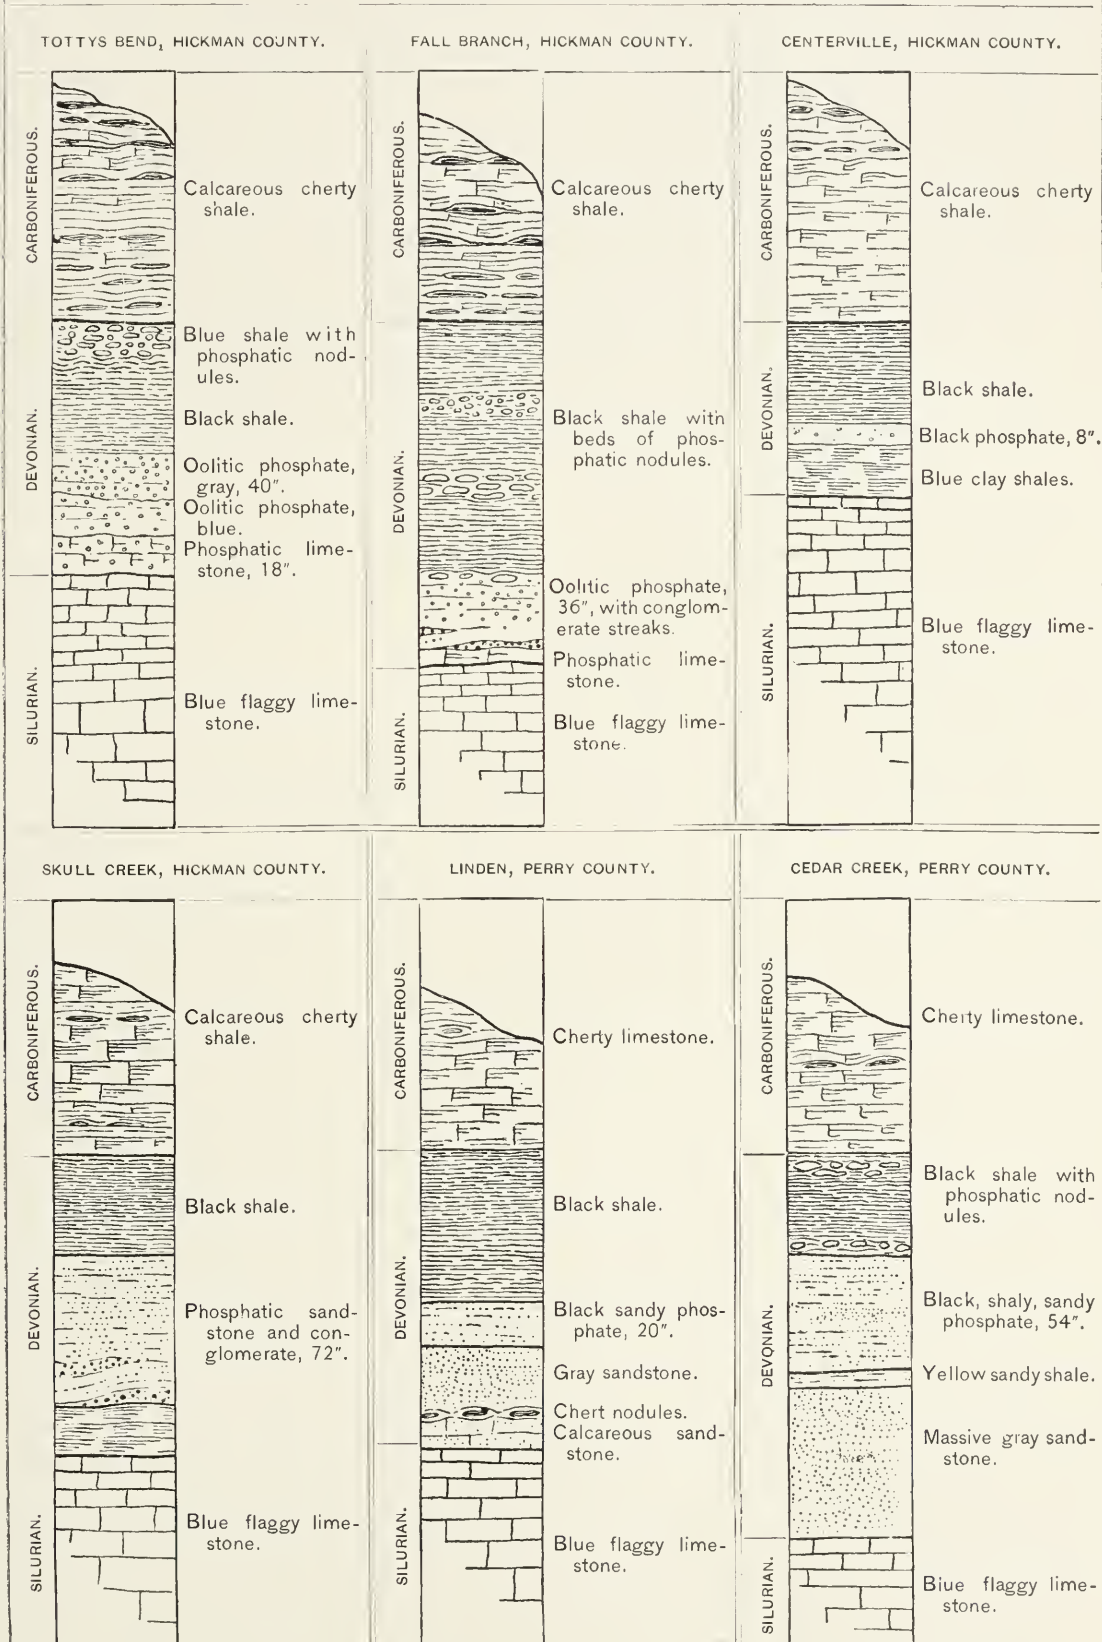 TOTTYS BEND, HICKMAN COUNTY.
CARBONIFEROUS.
DEVONIAN.
SILURIAN.
Calcareous cherty
shale.
Blue shale with
phosphatic nod-
ules.
Black shale.
Oolitic phosphate,
gray, 40".
Oolitic phosphate,
blue.
Phosphatic lime-
stone, 18".
Blue flaggy lime-
stone.
FALL BRANCH, HICKMAN COUNTY.
CARBONIFEROUS.
DEVONIAN.
SILURIAN.
Calcareous cherty
shale.
Black shale with
beds of phos-
phatic nodules.
Oolitic phosphate,
36", with conglom-
erate streaks.
Phosphatic lime-
stone.
Blue flaggy lime-
stone.
CENTERVILLE, HICKMAN COUNTY.
CARBONIFEROUS.
DEVONIAN.
SILURIAN.
Calcareous cherty
shale.
Black shale.
Black phosphate, 8".
Blue clay shales.
Blue flaggy lime-
stone.
SKULL CREEK, HICKMAN COUNTY.
CARBONIFEROUS.
DEVONIAN.
SILURIAN.
Calcareous cherty
shale.
Black shale.
Phosphatic sand-
stone and con-
glomerate, 72".
Blue flaggy lime-
stone.
LINDEN, PERRY COUNTY.
CARBONIFEROUS.
DEVONIAN.
SILURIAN.
Cherty limestone.
Black shale.
Black sandy phos-
phate, 20".
Gray sandstone.
Chert nodules.
Calcareous sand-
stone.
Blue flaggy lime-
stone.
CEDAR CREEK, PERRY COUNTY.
CARBONIFEROUS.
DEVONIAN.
SILURIAN.
Cherty limestone.
Black shale with
phosphatic nod-
ules.
Black, shaly, sandy
phosphate, 54".
Yellow sandy shale.
Massive gray sand-
stone.
Blue flaggy lime-
stone.